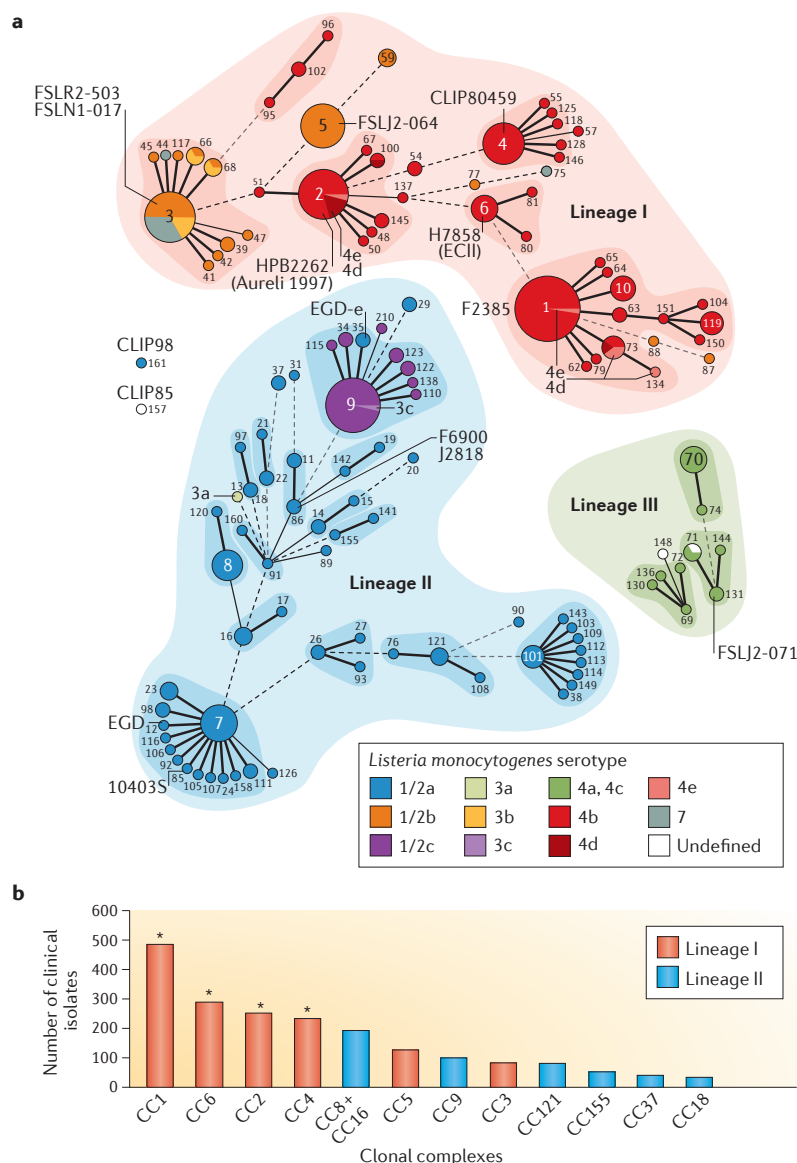 a
96
59
102
FSLR2-503
FSLN1-017
CLIP80459
55
125
118
57
128
146
95
5
FSLJ2-064
4
45
44
117
66
68
67
100
54
77
75
51
2
137
3
6
81
Lineage I
47
39
42
41
145
48
50
4e
4d
HPB2262
(Aureli 1997)
H7858
(ECII)
80
65
64
10
F2385
1
63
151
104
119
150
88
87
73
62
79
4e
4d
134
EGD-e
29
210
34
35
115
123
122
138
110
9
3c
CLIP98
161
CLIP85
157
37
31
21
97
11
22
142
19
F6900
J2818
20
3a
13
18
86
15
14
141
120
160
155
89
91
8
Lineage II
17
16
70
Lineage III
74
148
71
144
136
72
130
69
131
FSLJ2-071
90
27
26
76
121
93
108
101
143
103
109
112
113
114
149
38
23
98
EGD
12
116
106
92
85
10403S
105
107
24
158
111
126
7
Listeria monocytogenes serotype
1/2a
3a
4a, 4c
4e
1/2b
3b
4b
7
1/2c
3c
4d
Undefined
b
Number of clinical
isolates
600
500
400
300
200
100
0
*
*
*
*
Lineage I
Lineage II
CC1
CC6
CC2
CC4
CC8+
CC16
CC5
CC9
CC3
CC121
CC155
CC37
CC18
Clonal complexes